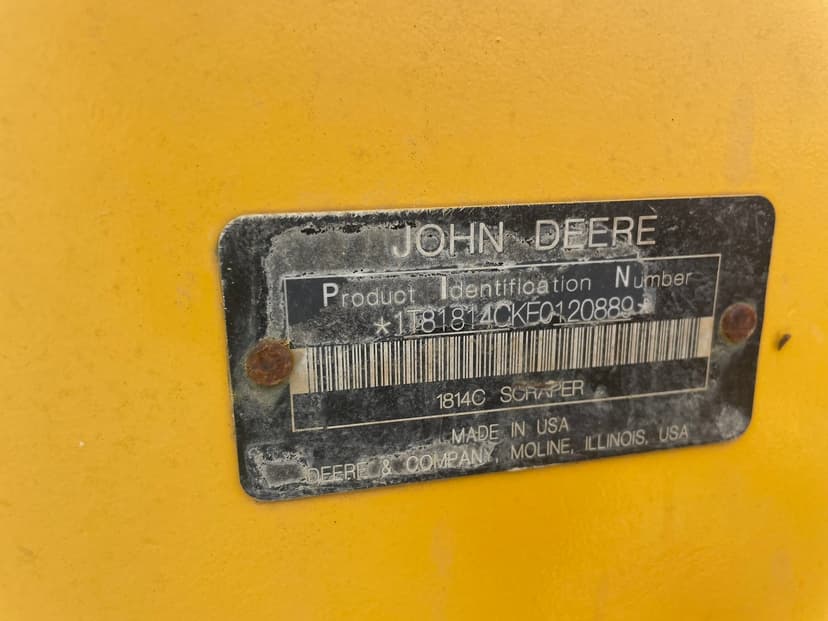 JOHN DEERE
Product Identification Number
*1T81814CKE0120889*
1814C SCRAPER
MADE IN USA
DEERE & COMPANY, MOLINE, ILLINOIS, USA